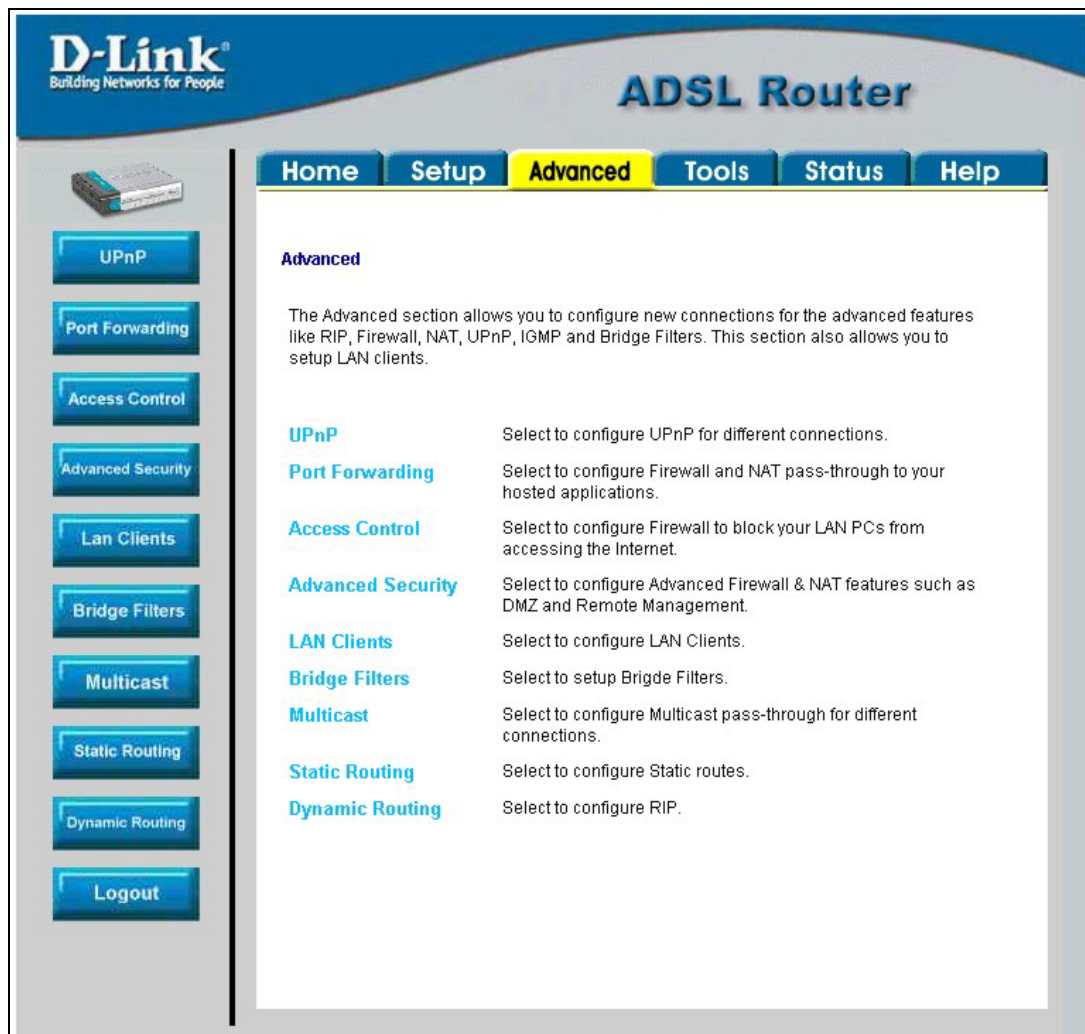 D-Link®
Building Networks for People
ADSL Router
Home
Setup
Advanced
Tools
Status
Help
UPnP
Port Forwarding
Access Control
Advanced Security
Lan Clients
Bridge Filters
Multicast
Static Routing
Dynamic Routing
Logout
Advanced
The Advanced section allows you to configure new connections for the advanced features
like RIP, Firewall, NAT, UPnP, IGMP and Bridge Filters. This section also allows you to
setup LAN clients.
UPnP Select to configure UPnP for different connections.
Port Forwarding Select to configure Firewall and NAT pass-through to your
hosted applications.
Access Control Select to configure Firewall to block your LAN PCs from
accessing the Internet.
Advanced Security Select to configure Advanced Firewall & NAT features such as
DMZ and Remote Management.
LAN Clients Select to configure LAN Clients.
Bridge Filters Select to setup Brigde Filters.
Multicast Select to configure Multicast pass-through for different
connections.
Static Routing Select to configure Static routes.
Dynamic Routing Select to configure RIP.